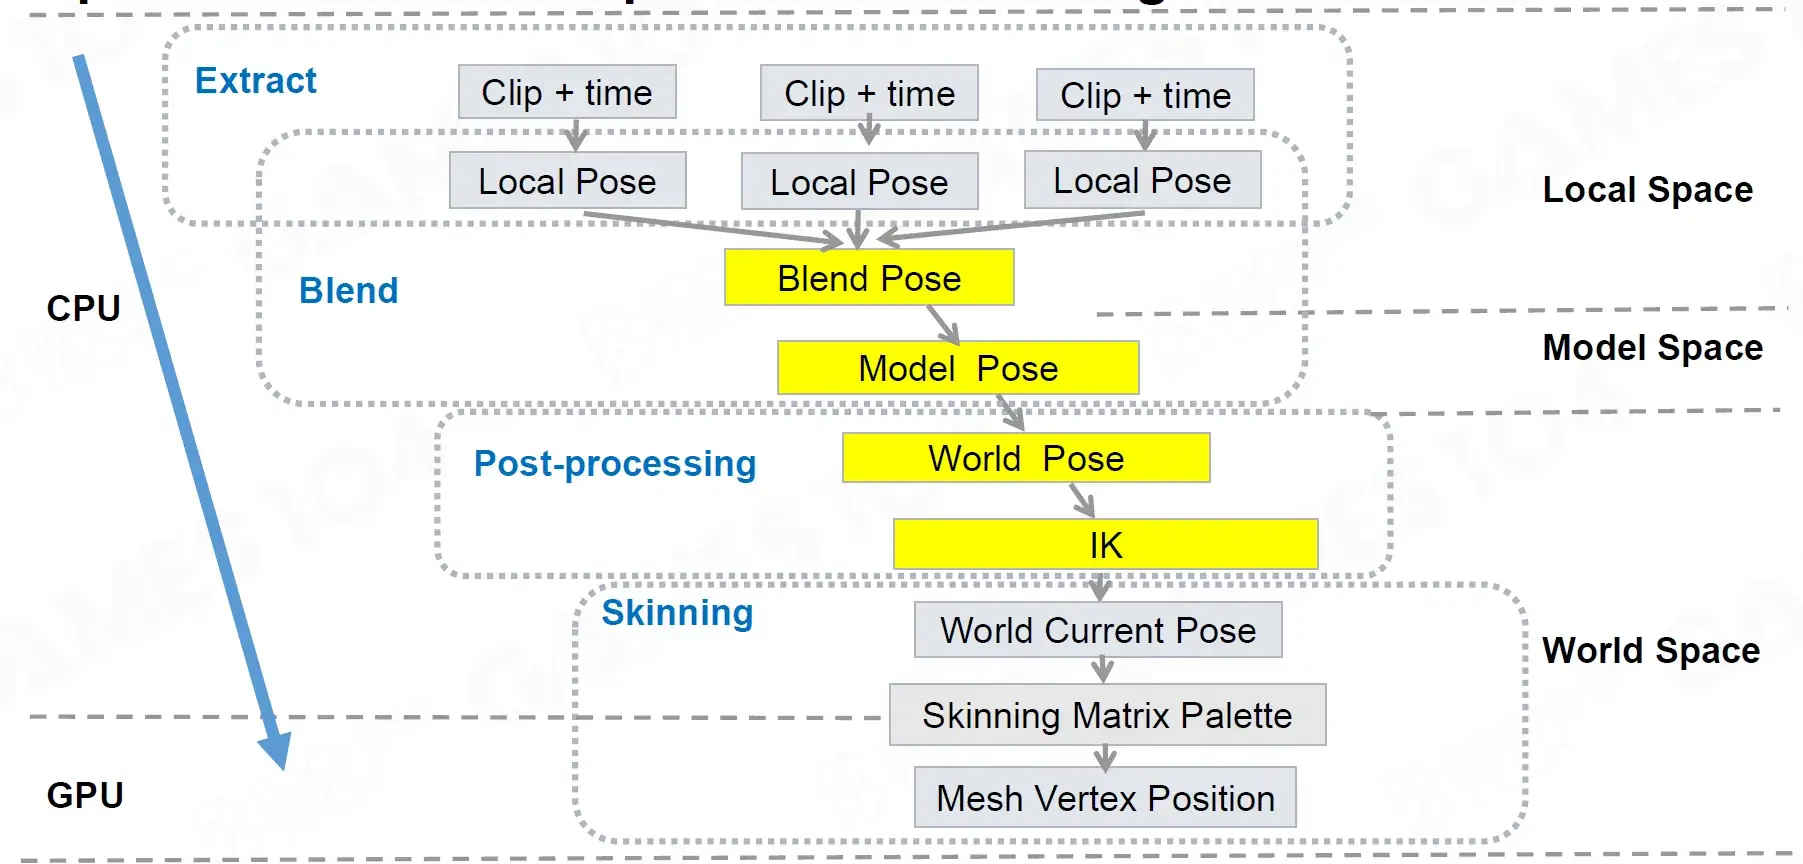 Extract
Clip + time
Clip + time
Clip + time
Local Pose
Local Pose
Local Pose
Local Space
Blend Pose
Blend
CPU
Model Space
Model Pose
World Pose
Post-processing
IK
Skinning
World Current Pose
World Space
Skinning Matrix Palette
GPU
Mesh Vertex Position
GAMES 104